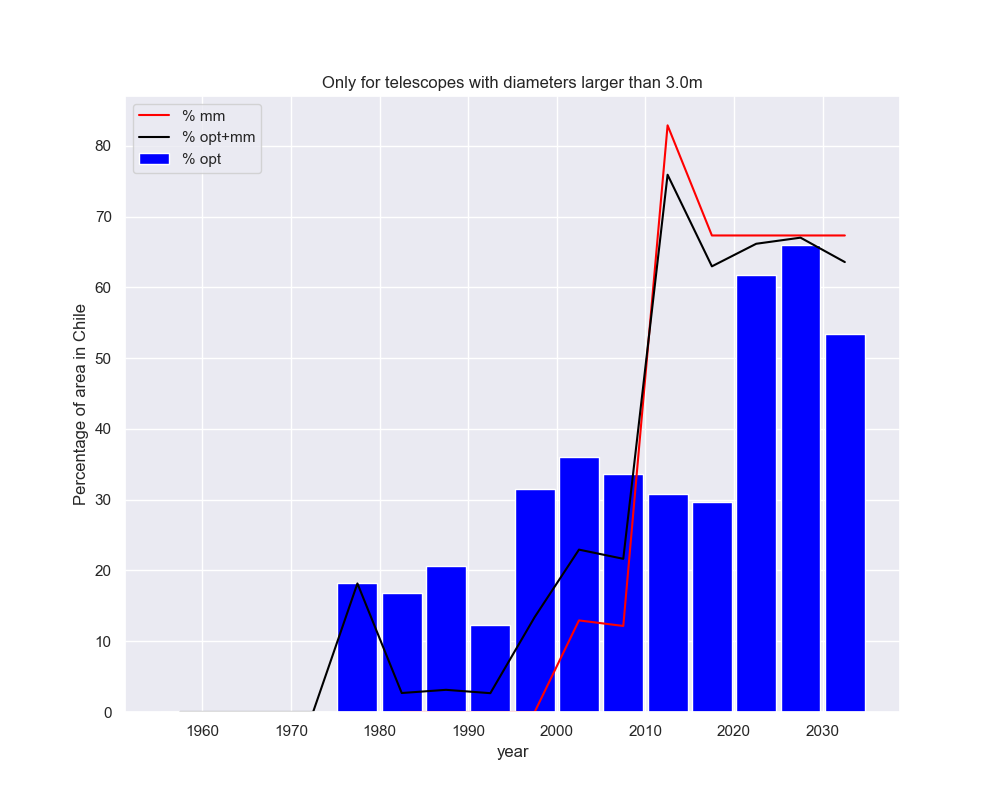 Only for telescopes with diameters larger than 3.0m
% mm
% opt+mm
% opt
Percentage of area in Chile
80
70
60
50
40
30
20
10
0
1960 1970 1980 1990 2000 2010 2020 2030
year